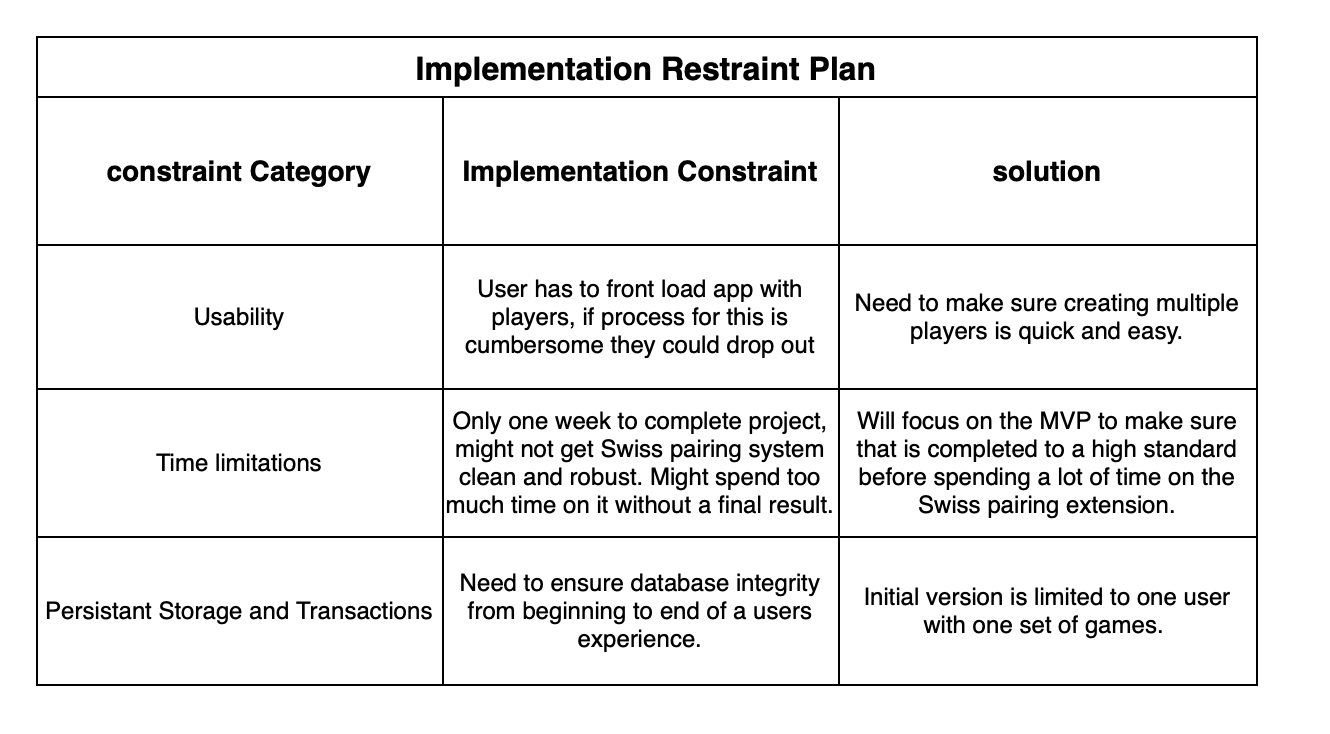 Implementation Restraint Plan
constraint Category
Implementation Constraint
solution
Usability
User has to front load app with
players, if process for this is
cumbersome they could drop out
Need to make sure creating multiple
players is quick and easy.
Time limitations
Only one week to complete project,
might not get Swiss pairing system
clean and robust. Might spend too
much time on it without a final result.
Will focus on the MVP to make sure
that is completed to a high standard
before spending a lot of time on the
Swiss pairing extension.
Persistant Storage and Transactions
Need to ensure database integrity
from beginning to end of a users
experience.
Initial version is limited to one user
with one set of games.